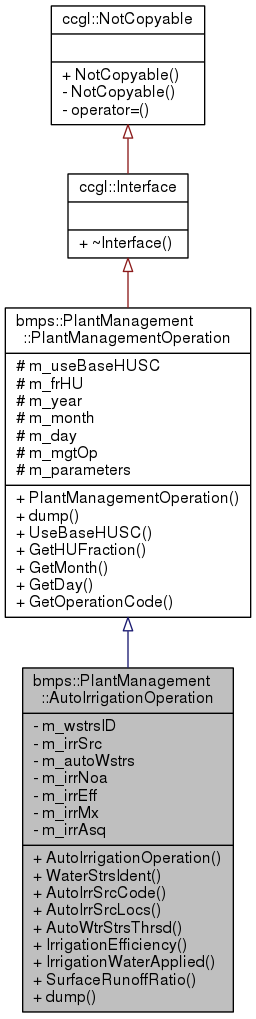 ccgl::NotCopyable
+ NotCopyable()
- NotCopyable()
- operator=()
ccgl::Interface
+ ~Interface()
bmps::PlantManagement
::PlantManagementOperation
# m_useBaseHUSC
# m_frHU
# m_year
# m_month
# m_day
# m_mgtOp
# m_parameters
+ PlantManagementOperation()
+ dump()
+ UseBaseHUSC()
+ GetHUFraction()
+ GetMonth()
+ GetDay()
+ GetOperationCode()
bmps::PlantManagement
::AutoIrrigationOperation
- m_wstrsID
- m_irrSrc
- m_autoWstrs
- m_irrNoa
- m_irrEff
- m_irrMx
- m_irrAsq
+ AutoIrrigationOperation()
+ WaterStrsIdent()
+ AutoIrrSrcCode()
+ AutoIrrSrcLocs()
+ AutoWtrStrsThrsd()
+ IrrigationEfficiency()
+ IrrigationWaterApplied()
+ SurfaceRunoffRatio()
+ dump()